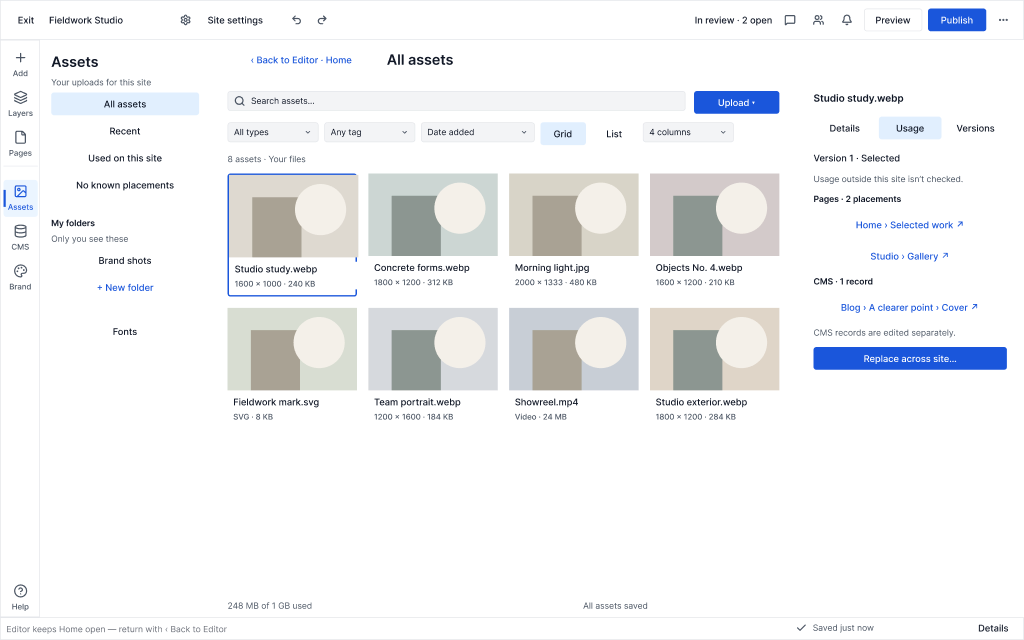 Exit
Fieldwork Studio
Site settings
In review · 2 open
Preview
Publish
Add
Layers
Pages
Assets
CMS
Brand
Help
Assets
Your uploads for this site
All assets
Recent
Used on this site
No known placements
My folders
Only you see these
Brand shots
+ New folder
Fonts
‹ Back to Editor · Home
All assets
Search assets...
Upload
All types
Any tag
Date added
Grid
List
4 columns
8 assets · Your files
Studio study.webp
1600 × 1000 · 240 KB
Concrete forms.webp
1800 × 1200 · 312 KB
Morning light.jpg
2000 × 1333 · 480 KB
Objects No. 4.webp
1600 × 1200 · 210 KB
Fieldwork mark.svg
SVG · 8 KB
Team portrait.webp
1200 × 1600 · 184 KB
Showreel.mp4
Video · 24 MB
Studio exterior.webp
1800 × 1200 · 284 KB
248 MB of 1 GB used
All assets saved
Studio study.webp
Details
Usage
Versions
Version 1 · Selected
Usage outside this site isn't checked.
Pages · 2 placements
Home › Selected work ↗
Studio › Gallery ↗
CMS · 1 record
Blog › A clearer point › Cover ↗
CMS records are edited separately.
Replace across site...
Editor keeps Home open — return with ‹ Back to Editor
Saved just now
Details